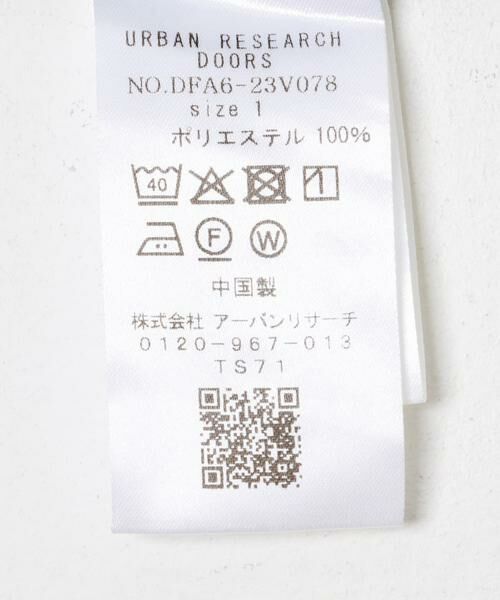 URBAN RESEARCH
DOORS
NO.DFA6-23V078
size 1
ポリエステル 100%
40
F W
中国製
株式会社 アーバンリサーチ
0120-967-013
TS71